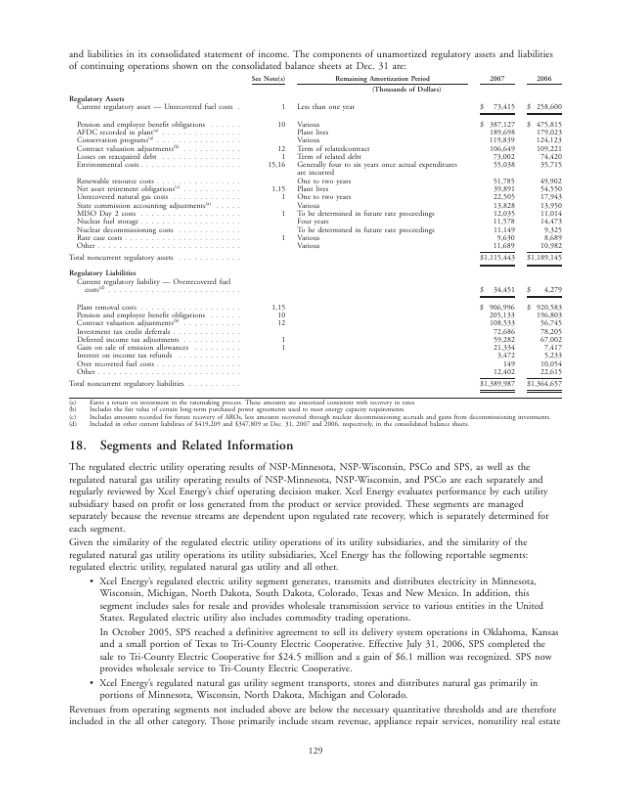 and liabilities in its consolidated statement of income. The components of unamortized regulatory assets and liabilities
of continuing operations shown on the consolidated balance sheets at Dec. 31 are:
See Note(s) Remaining Amortization Period 2007 2006
(Thousands of Dollars)
Regulatory Assets
Current regulatory asset — Unrecovered fuel costs . 1 Less than one year $ 73,415 $ 258,600
Pension and employee benefit obligations . . . . . . 10 Various $ 387,127 $ 475,815
AFDC recorded in plant(a) . . . . . . . . . . . . . . Plant lives 189,698 179,023
Conservation programs(a) . . . . . . . . . . . . . . . Various 119,839 124,123
Contract valuation adjustments(b) . . . . . . . . . . 12 Term of relatedcontract 106,649 109,221
Losses on reacquired debt . . . . . . . . . . . . . . 1 Term of related debt 73,002 74,420
Environmental costs . . . . . . . . . . . . . . . . . 15,16 Generally four to six years once actual expenditures 55,038 35,715
are incurred
Renewable resource costs . . . . . . . . . . . . . . One to two years 51,785 49,902
Net asset retirement obligations(c) . . . . . . . . . . 1,15 Plant lives 39,891 54,550
Unrecovered natural gas costs . . . . . . . . . . . . 1 One to two years 22,505 17,943
State commission accounting adjustments(a) . . . . . Various 13,828 13,950
MISO Day 2 costs . . . . . . . . . . . . . . . . . . 1 To be determined in future rate proceedings 12,035 11,014
Nuclear fuel storage . . . . . . . . . . . . . . . . . Four years 11,578 14,473
Nuclear decommissioning costs . . . . . . . . . . . To be determined in future rate proceedings 11,149 9,325
Rate case costs . . . . . . . . . . . . . . . . . . . . 1 Various 9,630 8,689
Other . . . . . . . . . . . . . . . . . . . . . . . . . Various 11,689 10,982
Total noncurrent regulatory assets . . . . . . . . . . . $1,115,443 $1,189,145
Regulatory Liabilities
Current regulatory liability — Overrecovered fuel
costs(d) . . . . . . . . . . . . . . . . . . . . . . . $ 34,451 $ 4,279
Plant removal costs . . . . . . . . . . . . . . . . . 1,15 $ 906,996 $ 920,583
Pension and employee benefit obligations . . . . . . 10 205,133 196,803
Contract valuation adjustments(b) . . . . . . . . . . 12 108,533 56,745
Investment tax credit deferrals . . . . . . . . . . . . 72,686 78,205
Deferred income tax adjustments . . . . . . . . . . . 1 59,282 67,002
Gain on sale of emission allowances . . . . . . . . . 1 21,334 7,417
Interest on income tax refunds . . . . . . . . . . . 3,472 5,233
Over recovered fuel costs . . . . . . . . . . . . . . 149 10,054
Other . . . . . . . . . . . . . . . . . . . . . . . . . 12,402 22,615
Total noncurrent regulatory liabilities . . . . . . . . . $1,389,987 $1,364,657
(a) Earns a return on investment in the ratemaking process. These amounts are amortized consistent with recovery in rates.
(b) Includes the fair value of certain long-term purchased power agreements used to meet energy capacity requirements.
(c) Includes amounts recorded for future recovery of AROs, less amounts recovered through nuclear decommissioning accruals and gains from decommissioning investments.
(d) Included in other current liabilities of $419,209 and $347,809 at Dec. 31, 2007 and 2006, respectively, in the consolidated balance sheets.
18. Segments and Related Information
The regulated electric utility operating results of NSP-Minnesota, NSP-Wisconsin, PSCo and SPS, as well as the
regulated natural gas utility operating results of NSP-Minnesota, NSP-Wisconsin, and PSCo are each separately and
regularly reviewed by Xcel Energy's chief operating decision maker. Xcel Energy evaluates performance by each utility
subsidiary based on profit or loss generated from the product or service provided. These segments are managed
separately because the revenue streams are dependent upon regulated rate recovery, which is separately determined for
each segment.
Given the similarity of the regulated electric utility operations of its utility subsidiaries, and the similarity of the
regulated natural gas utility operations its utility subsidiaries, Xcel Energy has the following reportable segments:
regulated electric utility, regulated natural gas utility and all other.
• Xcel Energy's regulated electric utility segment generates, transmits and distributes electricity in Minnesota,
Wisconsin, Michigan, North Dakota, South Dakota, Colorado, Texas and New Mexico. In addition, this
segment includes sales for resale and provides wholesale transmission service to various entities in the United
States. Regulated electric utility also includes commodity trading operations.
In October 2005, SPS reached a definitive agreement to sell its delivery system operations in Oklahoma, Kansas
and a small portion of Texas to Tri-County Electric Cooperative. Effective July 31, 2006, SPS completed the
sale to Tri-County Electric Cooperative for $24.5 million and a gain of $6.1 million was recognized. SPS now
provides wholesale service to Tri-County Electric Cooperative.
• Xcel Energy's regulated natural gas utility segment transports, stores and distributes natural gas primarily in
portions of Minnesota, Wisconsin, North Dakota, Michigan and Colorado.
Revenues from operating segments not included above are below the necessary quantitative thresholds and are therefore
included in the all other category. Those primarily include steam revenue, appliance repair services, nonutility real estate
129